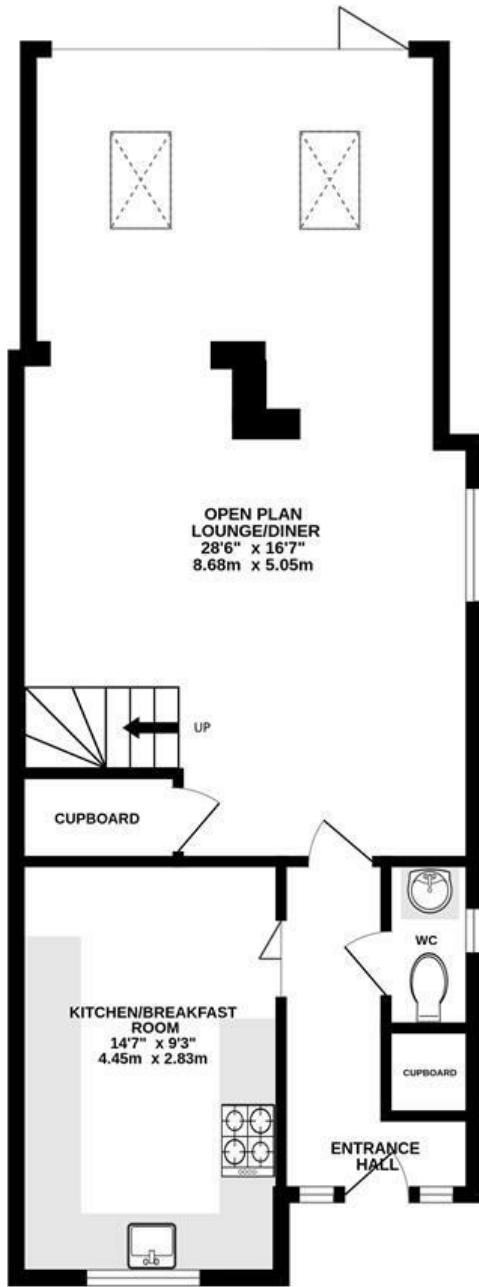 OPEN PLAN
LOUNGE/DINER
28'6" x 16'7"
8.68m x 5.05m
UP
CUPBOARD
WC
KITCHEN/BREAKFAST
ROOM
14'7" x 9'3"
4.45m x 2.83m
CUPBOARD
ENTRANCE
HALL